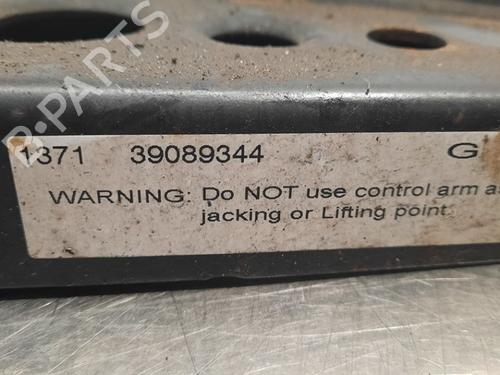 1371 39089344 G
WARNING: Do NOT use control arm as
jacking or Lifting point.
B-PARTS